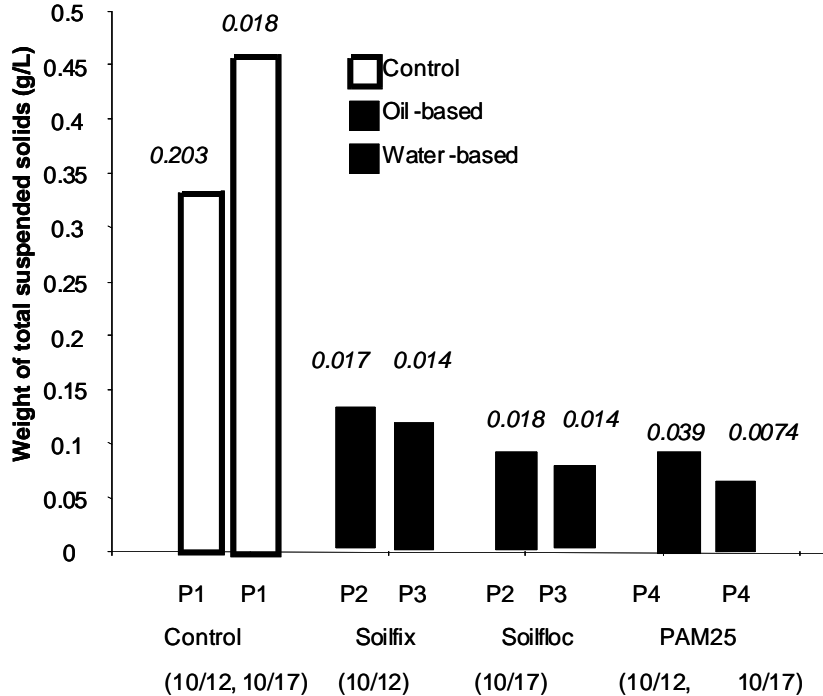 Weight of total suspended solids (g/L)
0.5
0.45
0.4
0.35
0.3
0.25
0.2
0.15
0.1
0.05
0
0.203
0.018
0.017
0.014
0.018
0.014
0.039
0.0074
Control
Oil-based
Water-based
P1 P1 P2 P3 P2 P3 P4 P4
Control Soilfix Soilfloc PAM25
(10/12, 10/17) (10/12) (10/17) (10/12, 10/17)